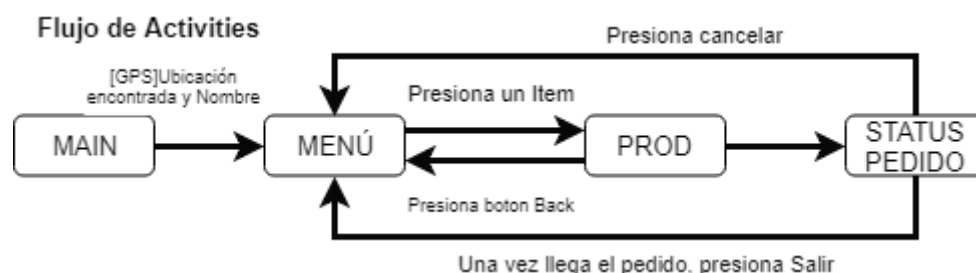 Flujo de Activities
Presiona cancelar
[GPS]Ubicación
encontrada y Nombre
Presiona un Item
MAIN
MENÚ
PROD
STATUS
PEDIDO
Presiona boton Back
Una vez llega el pedido, presiona Salir